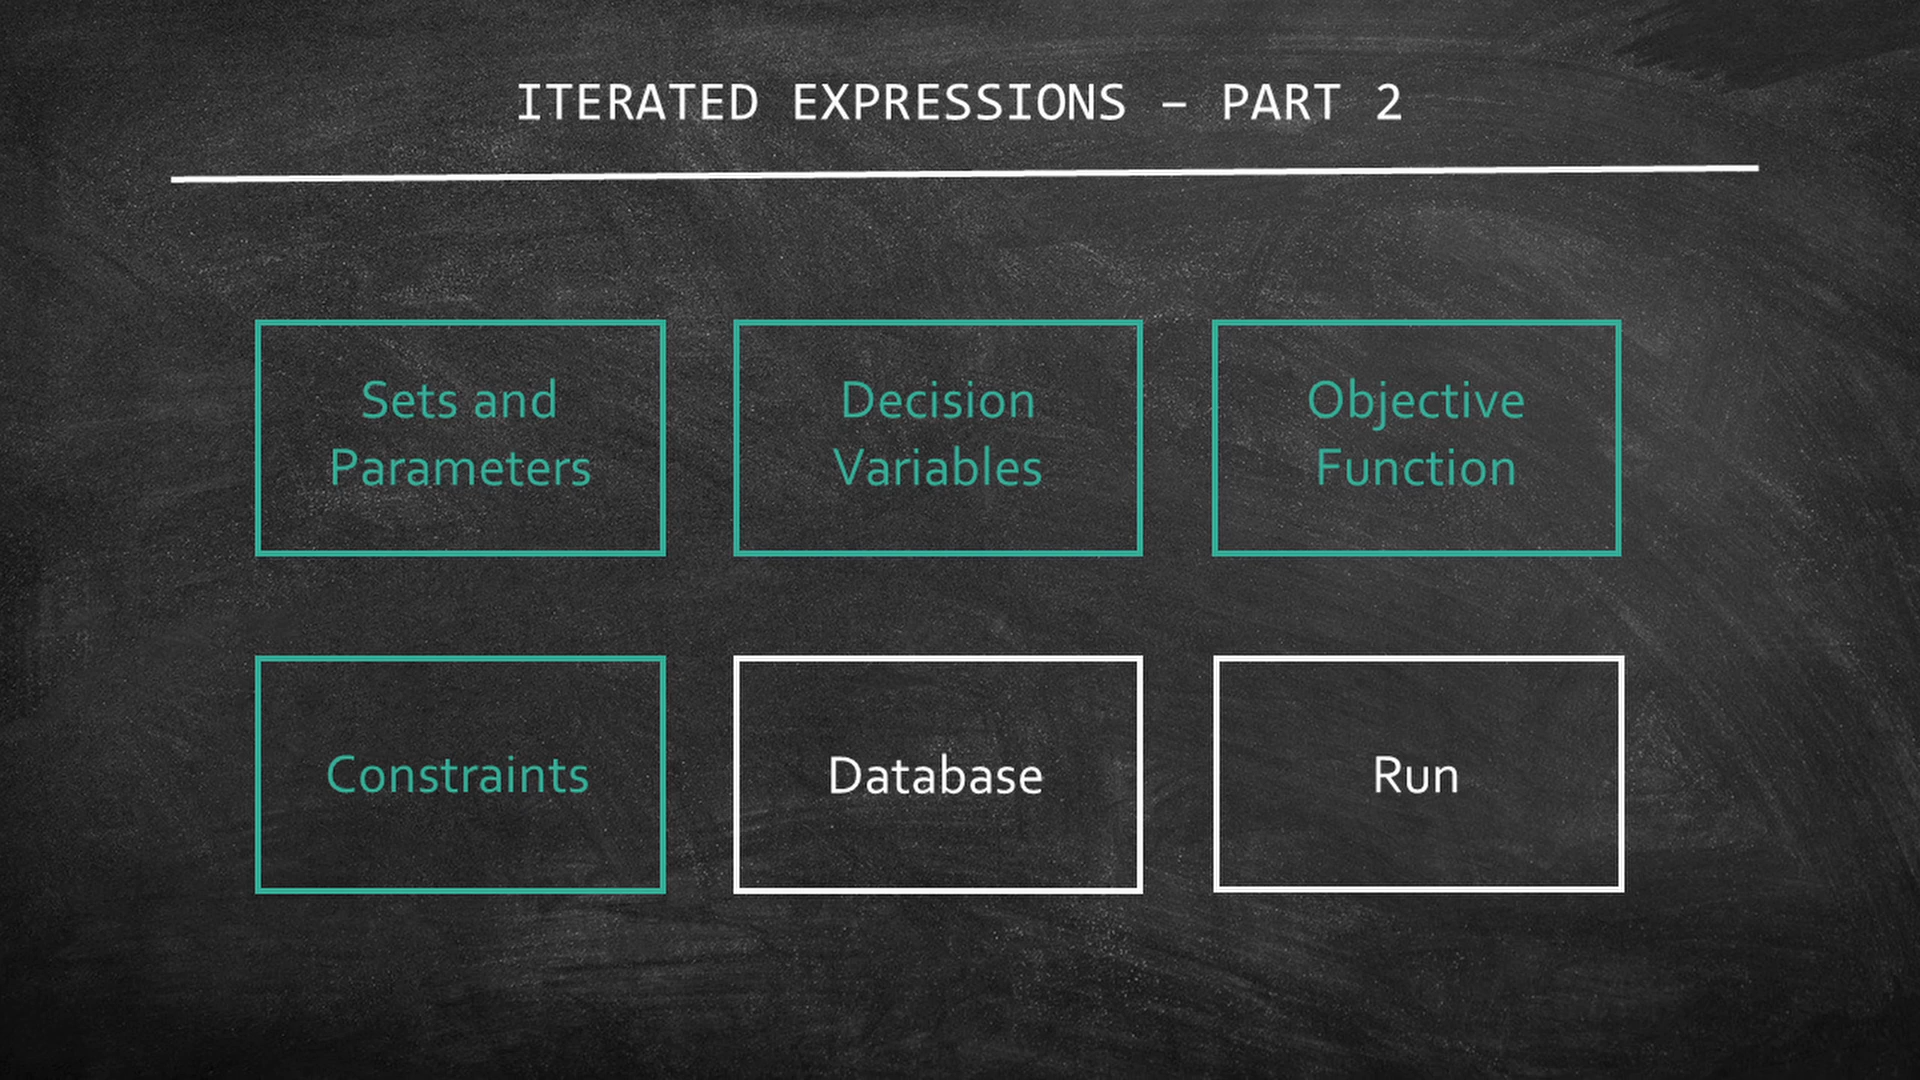 ITERATED EXPRESSIONS – PART 2
Sets and
Parameters
Decision
Variables
Objective
Function
Constraints
Database
Run